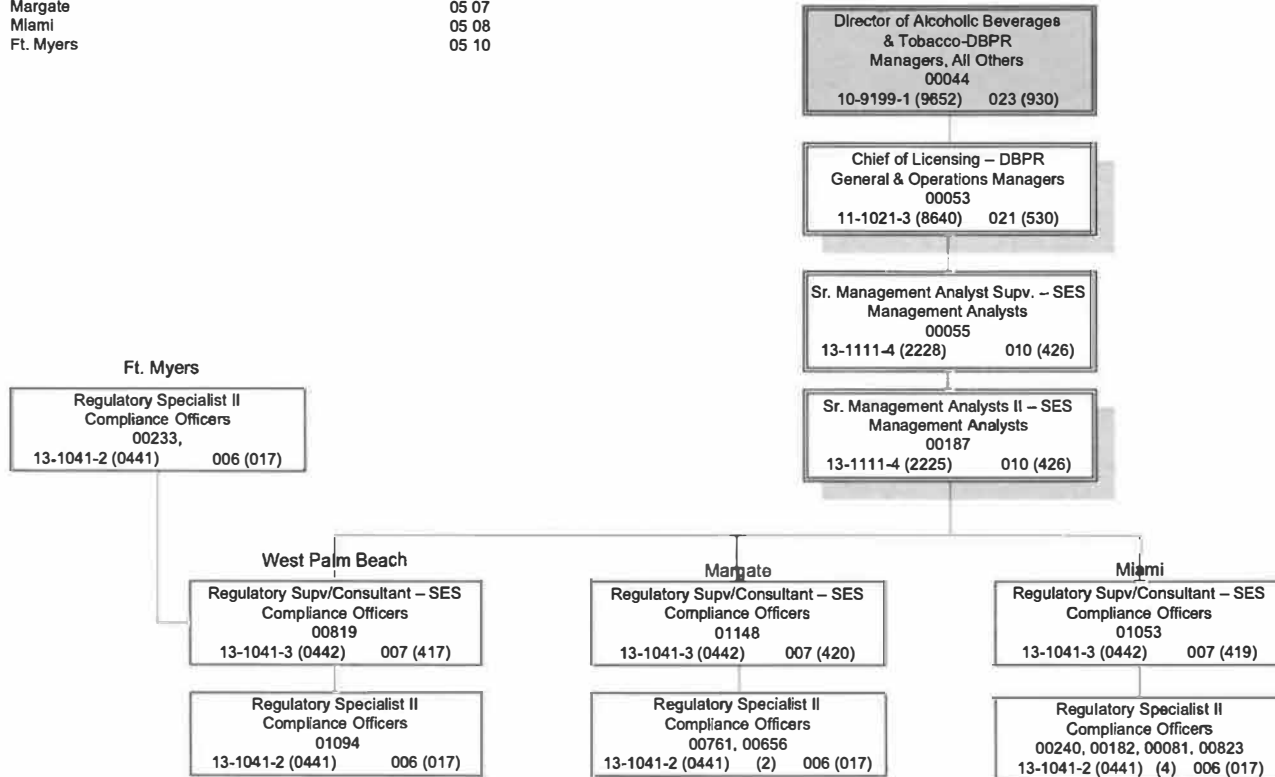 Margate 05 07
Miami 05 08
Ft. Myers 05 10
Director of Alcoholic Beverages
& Tobacco-DBPR
Managers, All Others
00044
10-9199-1 (9652) 023 (930)
Chief of Licensing – DBPR
General & Operations Managers
00053
11-1021-3 (8640) 021 (530)
Sr. Management Analyst Supv. – SES
Management Analysts
00055
13-1111-4 (2228) 010 (426)
Sr. Management Analysts II – SES
Management Analysts
00187
13-1111-4 (2225) 010 (426)
Ft. Myers
Regulatory Specialist II
Compliance Officers
00233,
13-1041-2 (0441) 006 (017)
West Palm Beach
Regulatory Supv/Consultant – SES
Compliance Officers
00819
13-1041-3 (0442) 007 (417)
Regulatory Specialist II
Compliance Officers
01094
13-1041-2 (0441) 006 (017)
Margate
Regulatory Supv/Consultant – SES
Compliance Officers
01148
13-1041-3 (0442) 007 (420)
Regulatory Specialist II
Compliance Officers
00761, 00656
13-1041-2 (0441) (2) 006 (017)
Miami
Regulatory Supv/Consultant – SES
Compliance Officers
01053
13-1041-3 (0442) 007 (419)
Regulatory Specialist II
Compliance Officers
00240, 00182, 00081, 00823
13-1041-2 (0441) (4) 006 (017)